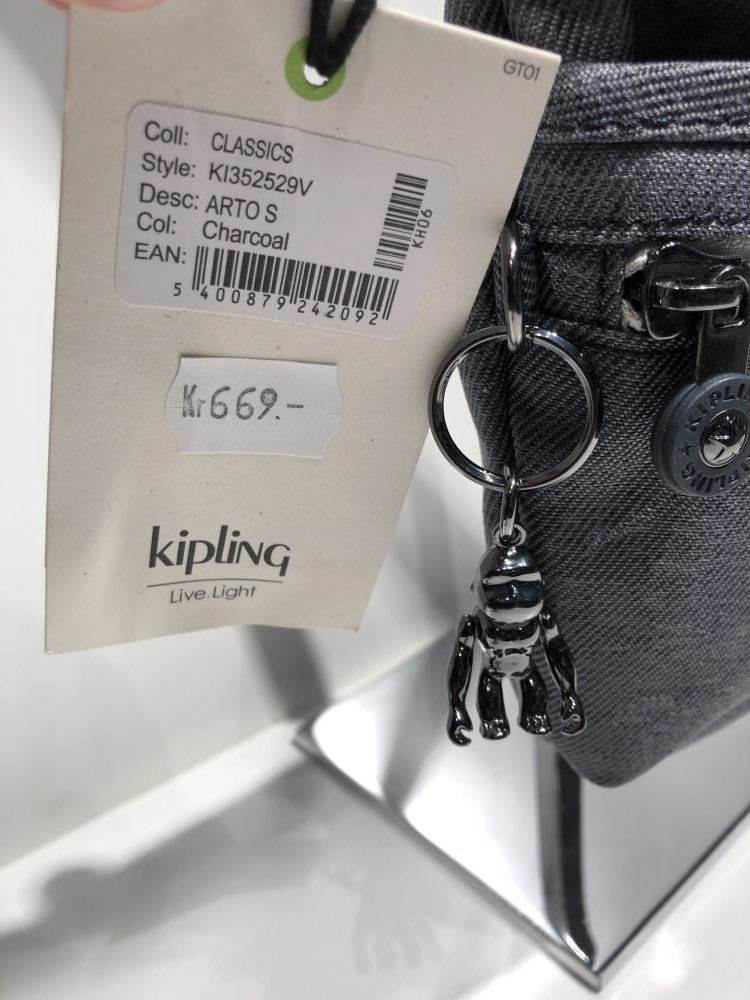 GT01
Coll: CLASSICS
Style: KI352529V
Desc: ARTO S
Col: Charcoal
EAN:
5 400879 242092
KH06
Kr669.-
kipling
Live.Light
KIPLING
KIPLING